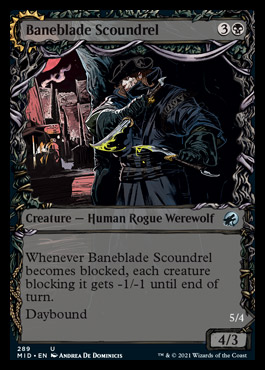 Baneblade Scoundrel 3
Creature — Human Rogue Werewolf
Whenever Baneblade Scoundrel
becomes blocked, each creature
blocking it gets -1/-1 until end of
turn.
Daybound
5/4
4/3
289 U
MID • EN ANDREA DE DOMINICIS ™ & © 2021 Wizards of the Coast